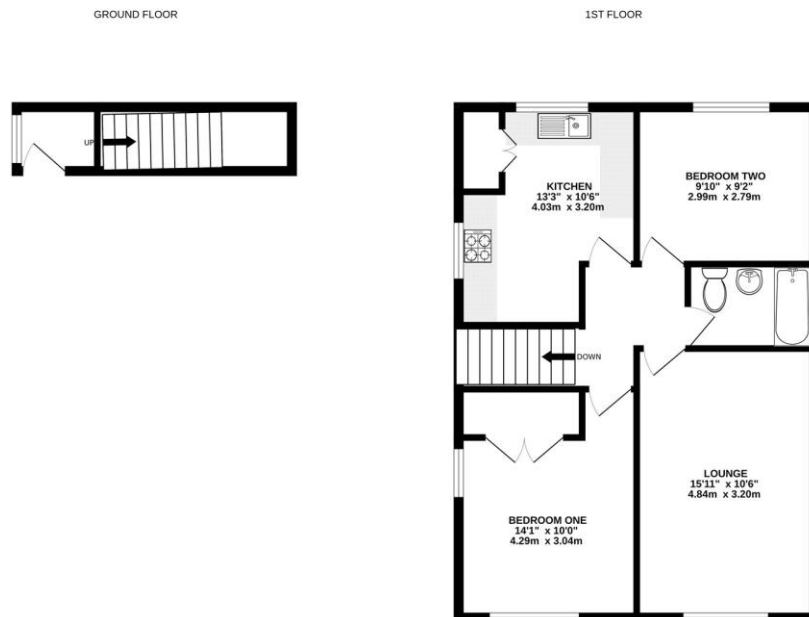 GROUND FLOOR
1ST FLOOR
UP
KITCHEN
13'3" x 10'6"
4.03m x 3.20m
BEDROOM TWO
9'10" x 9'2"
2.99m x 2.79m
DOWN
BEDROOM ONE
14'1" x 10'0"
4.29m x 3.04m
LOUNGE
15'11" x 10'6"
4.84m x 3.20m